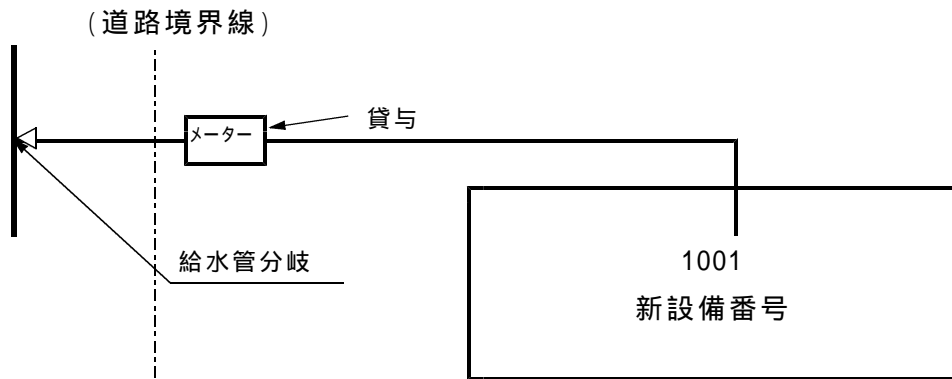 (道路境界線)
メーター
貸与
給水管分岐
1001
新設備番号